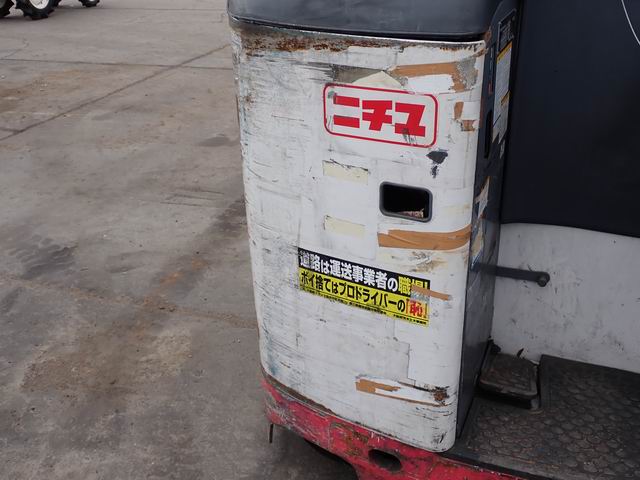 ニチユ
道路は運送事業者の職場!
ポイ捨てはプロドライバーの「恥」!